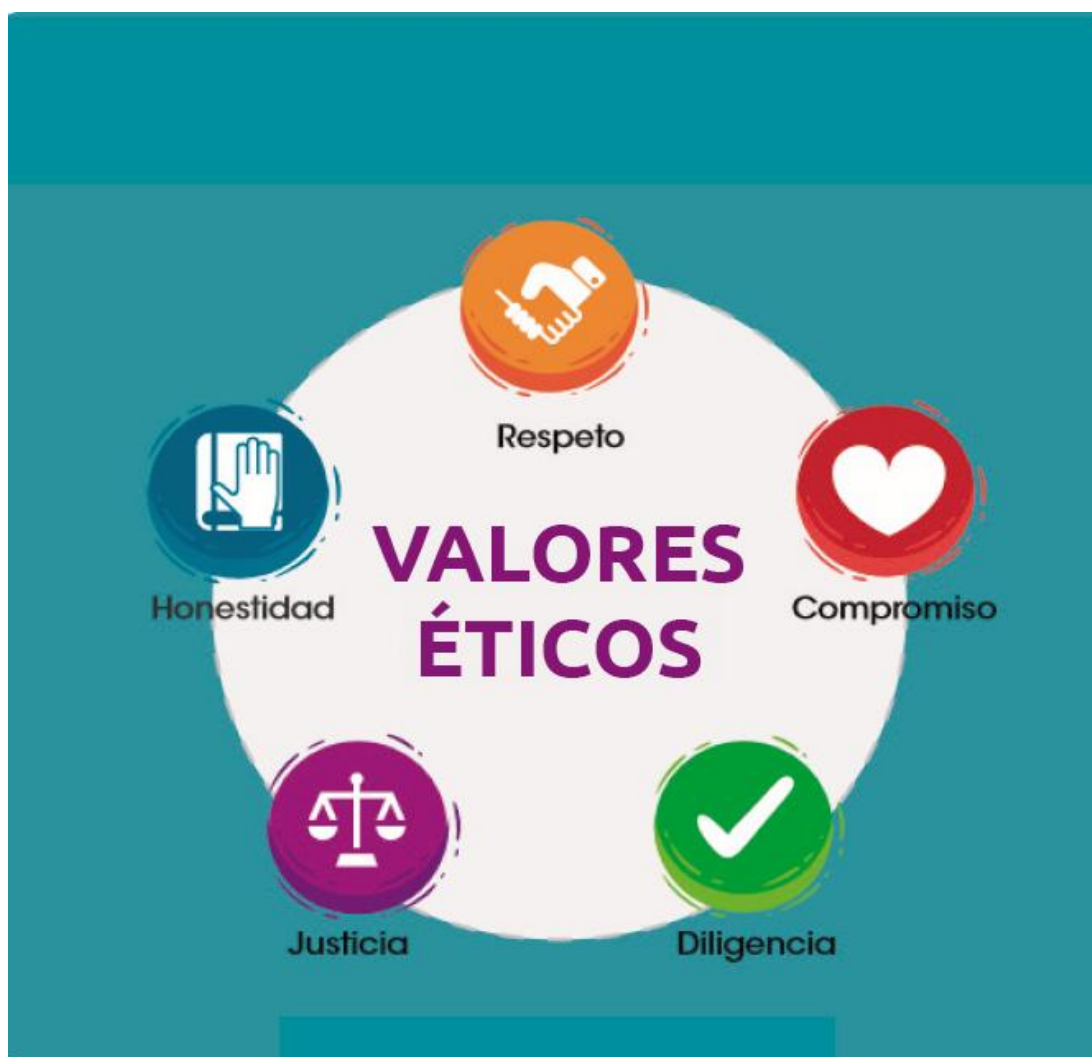 Respeto
Honestidad
VALORES
ÉTICOS
Compromiso
Justicia
Diligencia